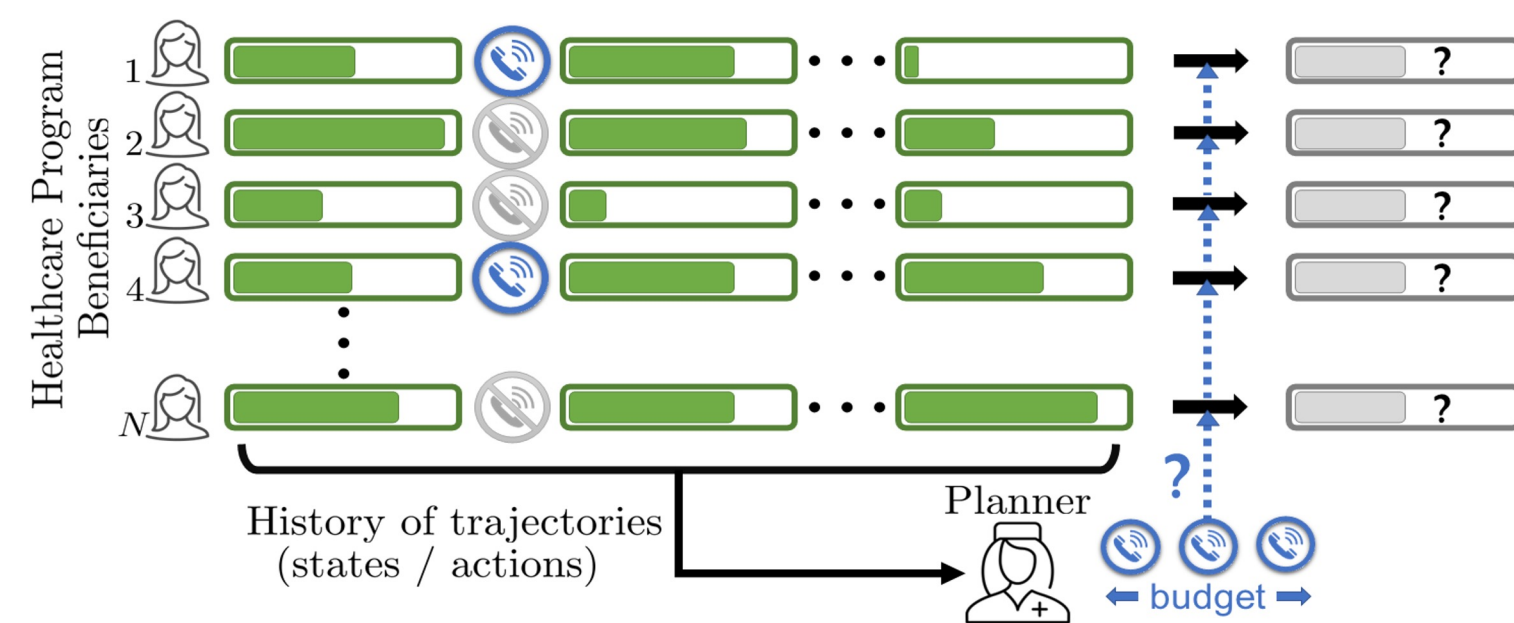 Healthcare Program
Beneficiaries
1
?
2
?
3
?
4
?
N
?
History of trajectories
(states / actions)
Planner
?
budget